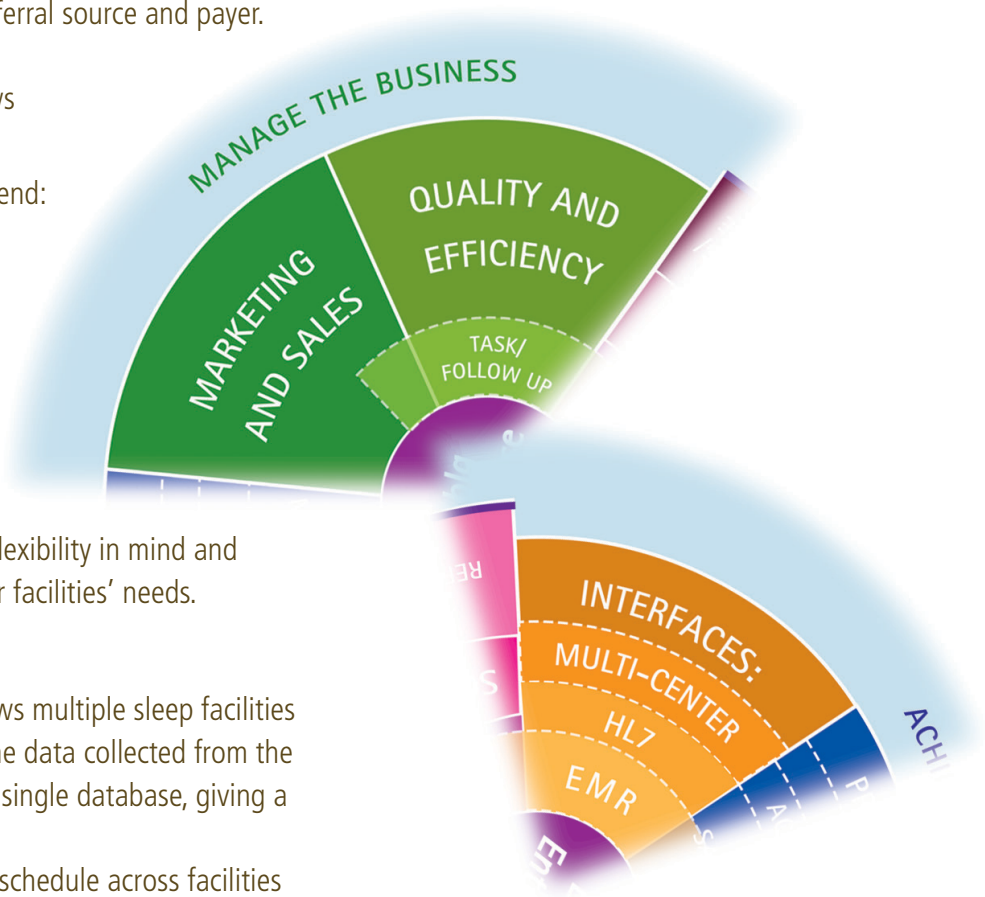 ferral source and payer.
ws
end:
MANAGE THE BUSINESS
QUALITY AND
EFFICIENCY
MARKETING
AND SALES
TASK/
FOLLOW UP
lexibility in mind and
r facilities' needs.
ws multiple sleep facilities
ne data collected from the
single database, giving a
schedule across facilities
INTERFACES:
MULTI-CENTER
HL7
EMR
ACH